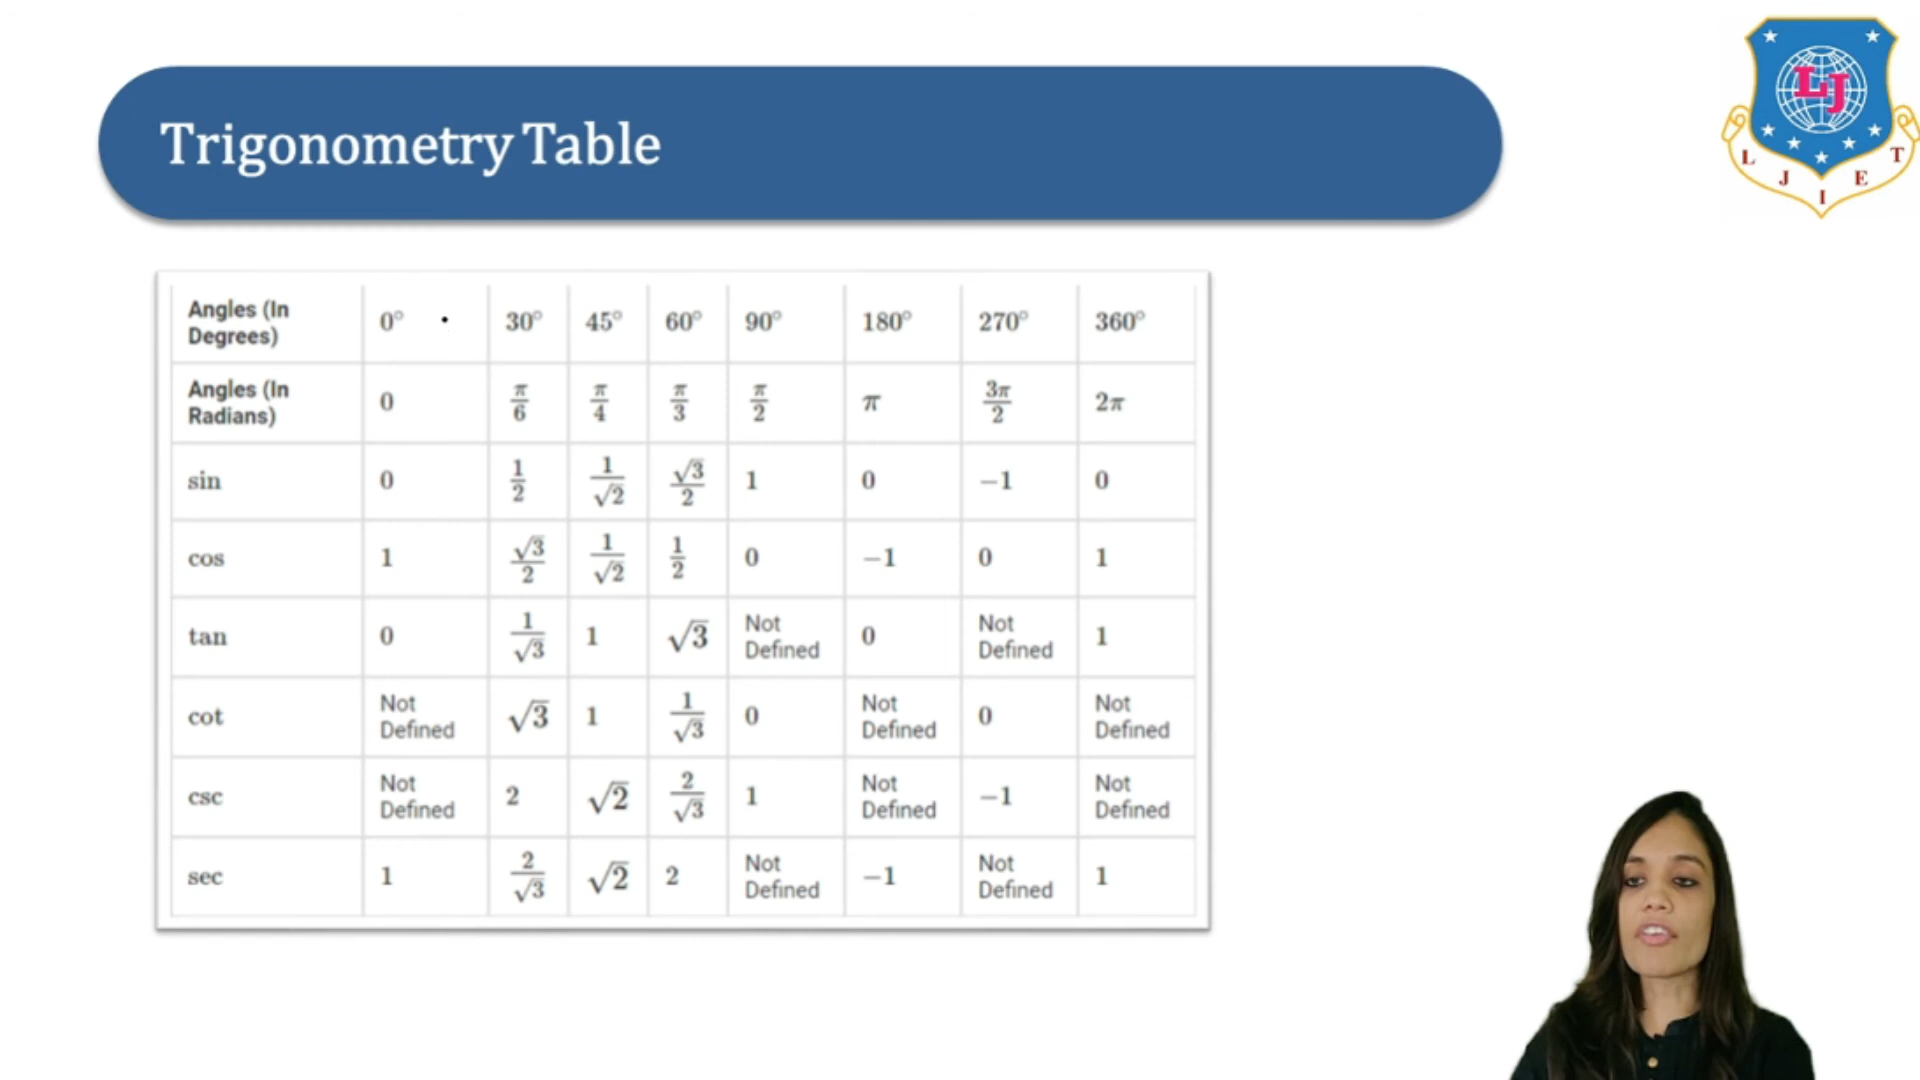 LJ
L J I E T
Trigonometry Table
Angles (In Degrees) 0° 30° 45° 60° 90° 180° 270° 360°
Angles (In Radians) 0 π/6 π/4 π/3 π/2 π 3π/2 2π
sin 0 1/2 1/√2 √3/2 1 0 −1 0
cos 1 √3/2 1/√2 1/2 0 −1 0 1
tan 0 1/√3 1 √3 Not Defined 0 Not Defined 1
cot Not Defined √3 1 1/√3 0 Not Defined 0 Not Defined
csc Not Defined 2 √2 2/√3 1 Not Defined −1 Not Defined
sec 1 2/√3 √2 2 Not Defined −1 Not Defined 1